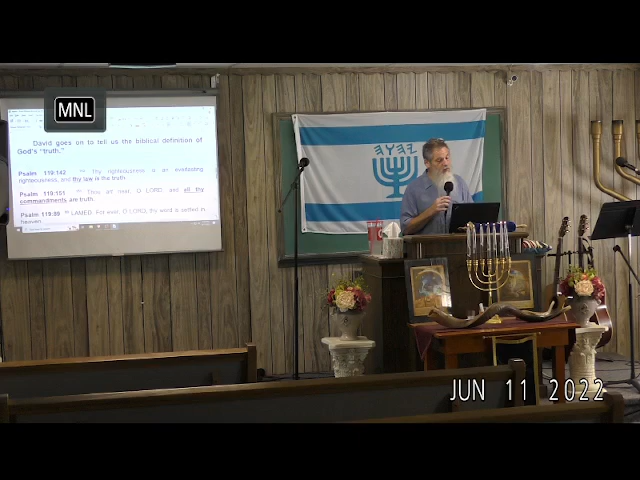 MNL
David goes on to tell us the biblical definition of
God's "truth."
Psalm 119:142 Thy righteousness is an everlasting
righteousness, and thy law is the truth.
Psalm 119:151 Thou art near, O LORD; and all thy
commandments are truth.
Psalm 119:89 LAMED. For ever, O LORD, thy word is settled in
heaven.
JUN 11 2022